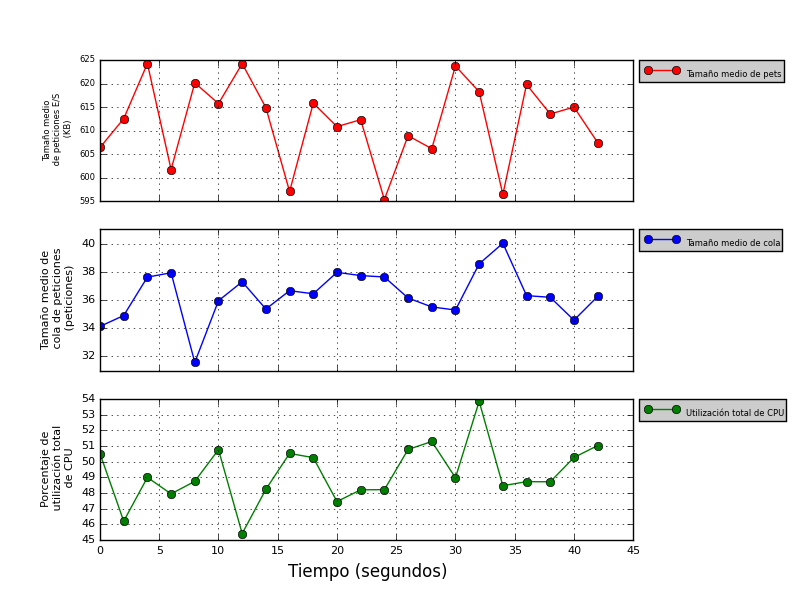 625
620
615
610
605
600
595
Tamaño medio
de peticiones E/S
(KB)
Tamaño medio de pets
40
38
36
34
32
Tamaño medio de
cola de peticiones
(peticiones)
Tamaño medio de cola
54
53
52
51
50
49
48
47
46
45
Porcentaje de
utilización total
de CPU
Utilización total de CPU
0 5 10 15 20 25 30 35 40 45
Tiempo (segundos)